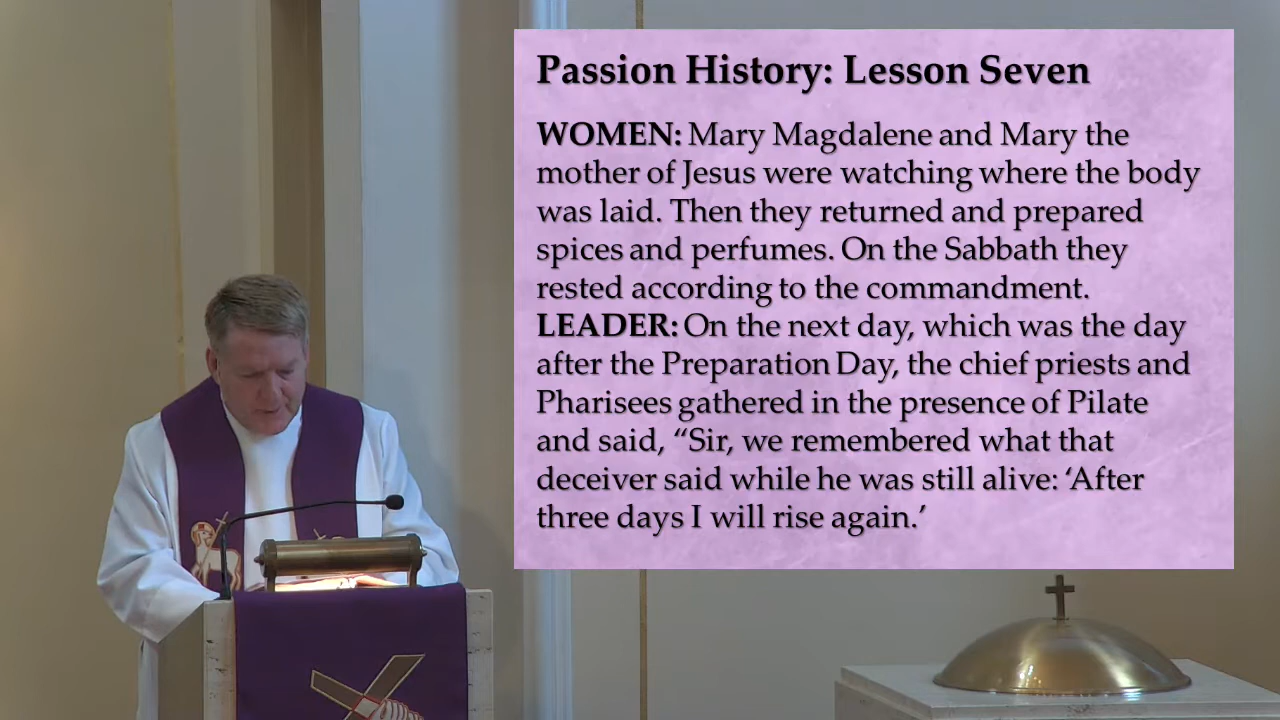 Passion History: Lesson Seven
WOMEN: Mary Magdalene and Mary the
mother of Jesus were watching where the body
was laid. Then they returned and prepared
spices and perfumes. On the Sabbath they
rested according to the commandment.
LEADER: On the next day, which was the day
after the Preparation Day, the chief priests and
Pharisees gathered in the presence of Pilate
and said, “Sir, we remembered what that
deceiver said while he was still alive: ‘After
three days I will rise again.’